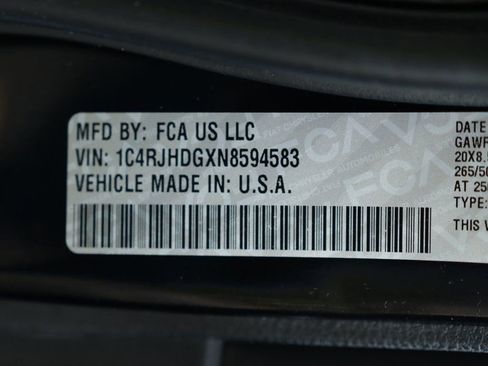 MFD BY: FCA US LLC
VIN: 1C4RJHDGXN8594583
VEHICLE MADE IN: U.S.A.
DATE
GAWF
20X8.
265/50
AT 25
TYPE:
THIS V